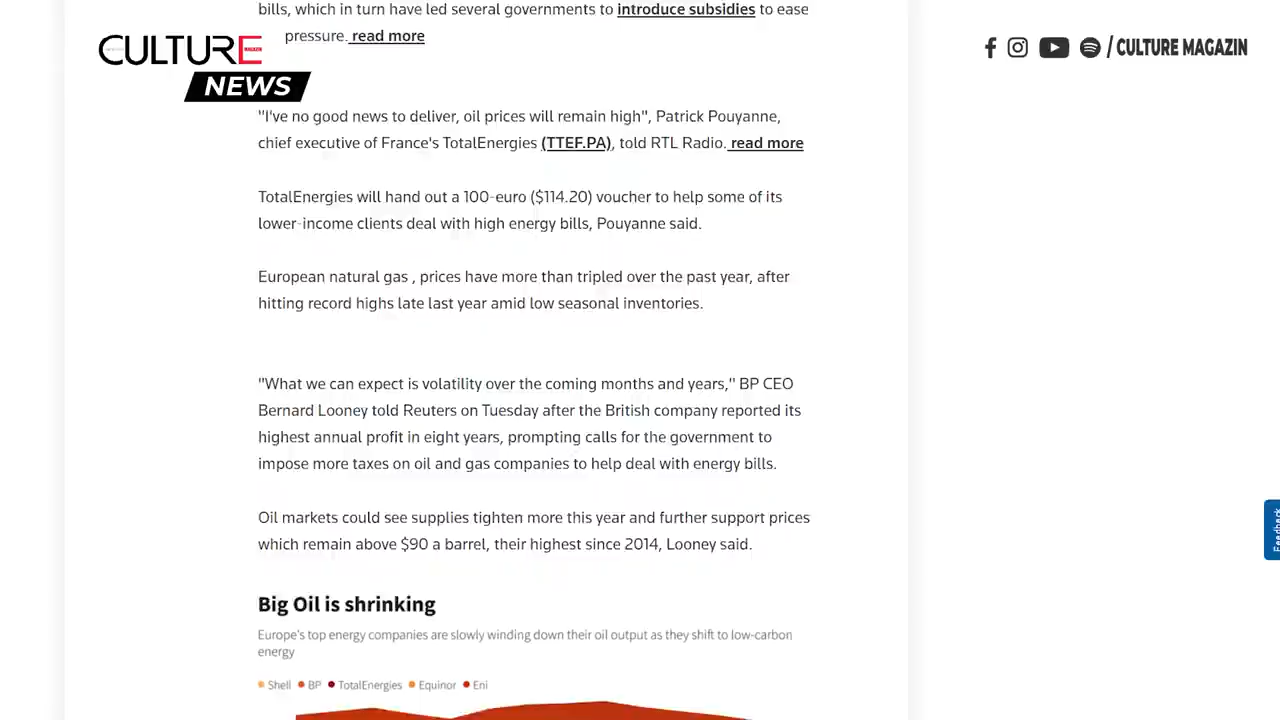 bills, which in turn have led several governments to introduce subsidies to ease
pressure. read more
CULTURE
NEWS
/ CULTURE MAGAZIN
"I've no good news to deliver, oil prices will remain high", Patrick Pouyanne,
chief executive of France's TotalEnergies (TTEF.PA), told RTL Radio. read more
TotalEnergies will hand out a 100-euro ($114.20) voucher to help some of its
lower-income clients deal with high energy bills, Pouyanne said.
European natural gas , prices have more than tripled over the past year, after
hitting record highs late last year amid low seasonal inventories.
"What we can expect is volatility over the coming months and years," BP CEO
Bernard Looney told Reuters on Tuesday after the British company reported its
highest annual profit in eight years, prompting calls for the government to
impose more taxes on oil and gas companies to help deal with energy bills.
Oil markets could see supplies tighten more this year and further support prices
which remain above $90 a barrel, their highest since 2014, Looney said.
Feedback
Big Oil is shrinking
Europe's top energy companies are slowly winding down their oil output as they shift to low-carbon
energy
Shell BP TotalEnergies Equinor Eni